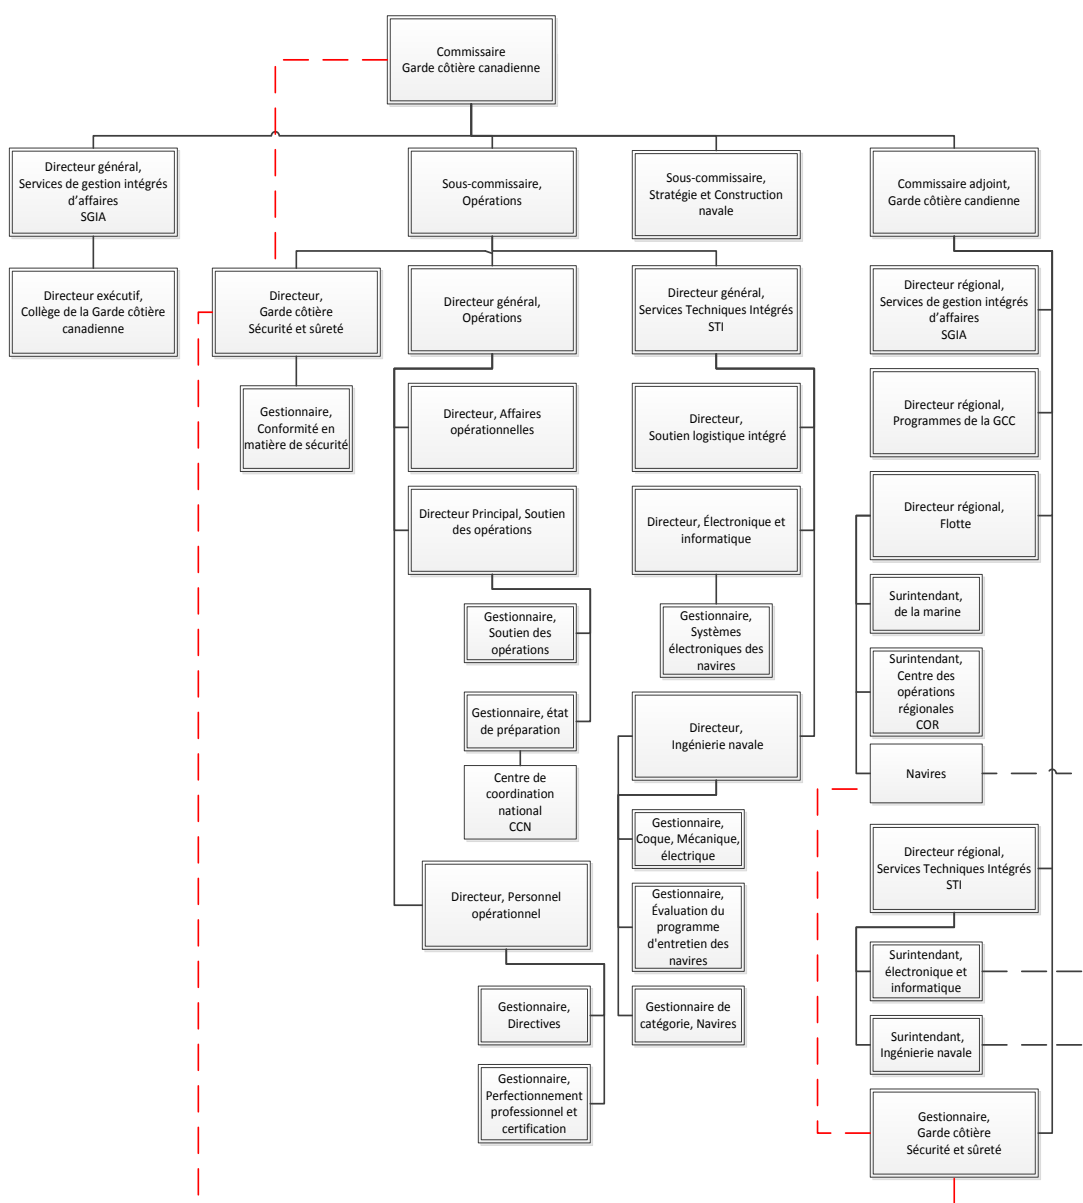 Commissaire
Garde côtière canadienne
Directeur général,
Services de gestion intégrés
d'affaires
SGIA
Sous-commissaire,
Opérations
Sous-commissaire,
Stratégie et Construction
navale
Commissaire adjoint,
Garde côtière candienne
Directeur exécutif,
Collège de la Garde côtière
canadienne
Directeur,
Garde côtière
Sécurité et sûreté
Gestionnaire,
Conformité en
matière de sécurité
Directeur général,
Opérations
Directeur, Affaires
opérationnelles
Directeur Principal, Soutien
des opérations
Gestionnaire,
Soutien des
opérations
Gestionnaire, état
de préparation
Centre de
coordination
national
CCN
Directeur, Personnel
opérationnel
Gestionnaire,
Directives
Gestionnaire,
Perfectionnement
professionnel et
certification
Directeur général,
Services Techniques Intégrés
STI
Directeur,
Soutien logistique intégré
Directeur, Électronique et
informatique
Gestionnaire,
Systèmes
électroniques des
navires
Directeur,
Ingénierie navale
Gestionnaire,
Coque, Mécanique,
électrique
Gestionnaire,
Évaluation du
programme
d'entretien des
navires
Gestionnaire de
catégorie, Navires
Directeur régional,
Services de gestion intégrés
d'affaires
SGIA
Directeur régional,
Programmes de la GCC
Directeur régional,
Flotte
Surintendant,
de la marine
Surintendant,
Centre des
opérations
régionales
COR
Navires
Directeur régional,
Services Techniques Intégrés
STI
Surintendant,
électronique et
informatique
Surintendant,
Ingénierie navale
Gestionnaire,
Garde côtière
Sécurité et sûreté